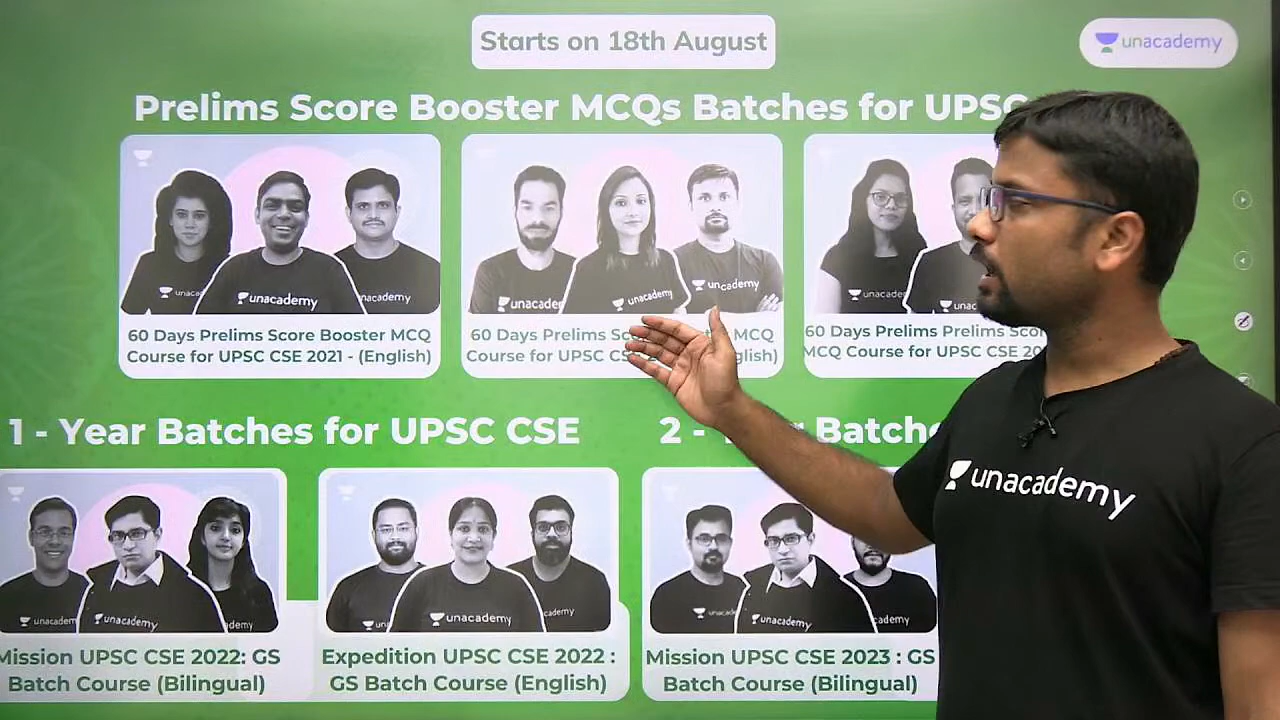 Starts on 18th August
unacademy
Prelims Score Booster MCQs Batches for UPSC
unacademy
unacademy
unacademy
unacademy
60 Days Prelims Score Booster MCQ
Course for UPSC CSE 2021 - (English)
60 Days Prelims MCQ
Course for UPSC
60 Days Prelims Prelims
MCQ Course for UPSC CSE
1 - Year Batches for UPSC CSE
2 -
unacademy
unacademy
unacademy
unacademy
unacademy
Mission UPSC CSE 2022: GS
Batch Course (Bilingual)
Expedition UPSC CSE 2022 :
GS Batch Course (English)
Mission UPSC CSE 2023 : GS
Batch Course (Bilingual)